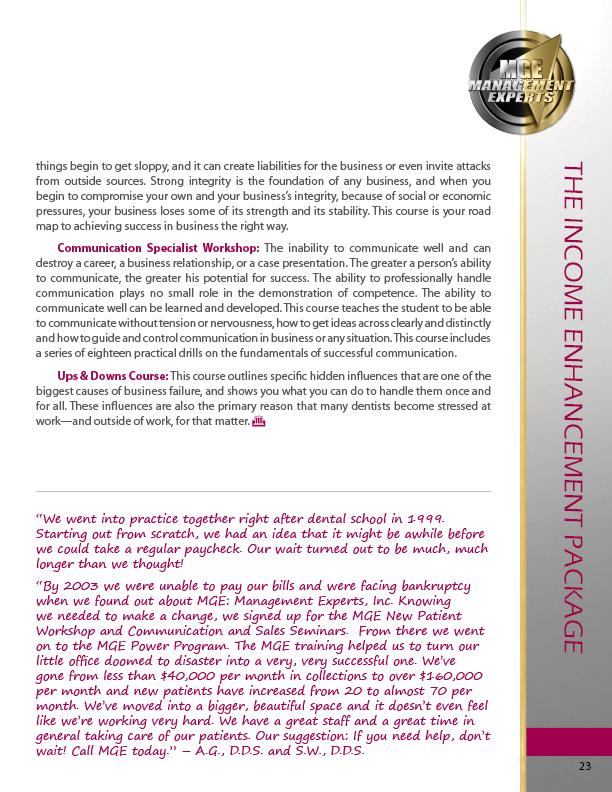 MGE
MANAGEMENT
EXPERTS
things begin to get sloppy, and it can create liabilities for the business or even invite attacks
from outside sources. Strong integrity is the foundation of any business, and when you
begin to compromise your own and your business's integrity, because of social or economic
pressures, your business loses some of its strength and its stability. This course is your road
map to achieving success in business the right way.
Communication Specialist Workshop: The inability to communicate well and can
destroy a career, a business relationship, or a case presentation. The greater a person's ability
to communicate, the greater his potential for success. The ability to professionally handle
communication plays no small role in the demonstration of competence. The ability to
communicate well can be learned and developed. This course teaches the student to be able
to communicate without tension or nervousness, how to get ideas across clearly and distinctly
and how to guide and control communication in business or any situation. This course includes
a series of eighteen practical drills on the fundamentals of successful communication.
Ups & Downs Course: This course outlines specific hidden influences that are one of the
biggest causes of business failure, and shows you what you can do to handle them once and
for all. These influences are also the primary reason that many dentists become stressed at
work—and outside of work, for that matter.
"We went into practice together right after dental school in 1999.
Starting out from scratch, we had an idea that it might be awhile before
we could take a regular paycheck. Our wait turned out to be much, much
longer than we thought!
"By 2003 we were unable to pay our bills and were facing bankruptcy
when we found out about MGE: Management Experts, Inc. Knowing
we needed to make a change, we signed up for the MGE New Patient
Workshop and Communication and Sales Seminars. From there we went
on to the MGE Power Program. The MGE training helped us to turn our
little office doomed to disaster into a very, very successful one. We've
gone from less than $40,000 per month in collections to over $160,000
per month and new patients have increased from 20 to almost 70 per
month. We've moved into a bigger, beautiful space and it doesn't even feel
like we're working very hard. We have a great staff and a great time in
general taking care of our patients. Our suggestion: If you need help, don't
wait! Call MGE today." – A.G., D.D.S. and S.W., D.D.S.
THE INCOME ENHANCEMENT PACKAGE
23